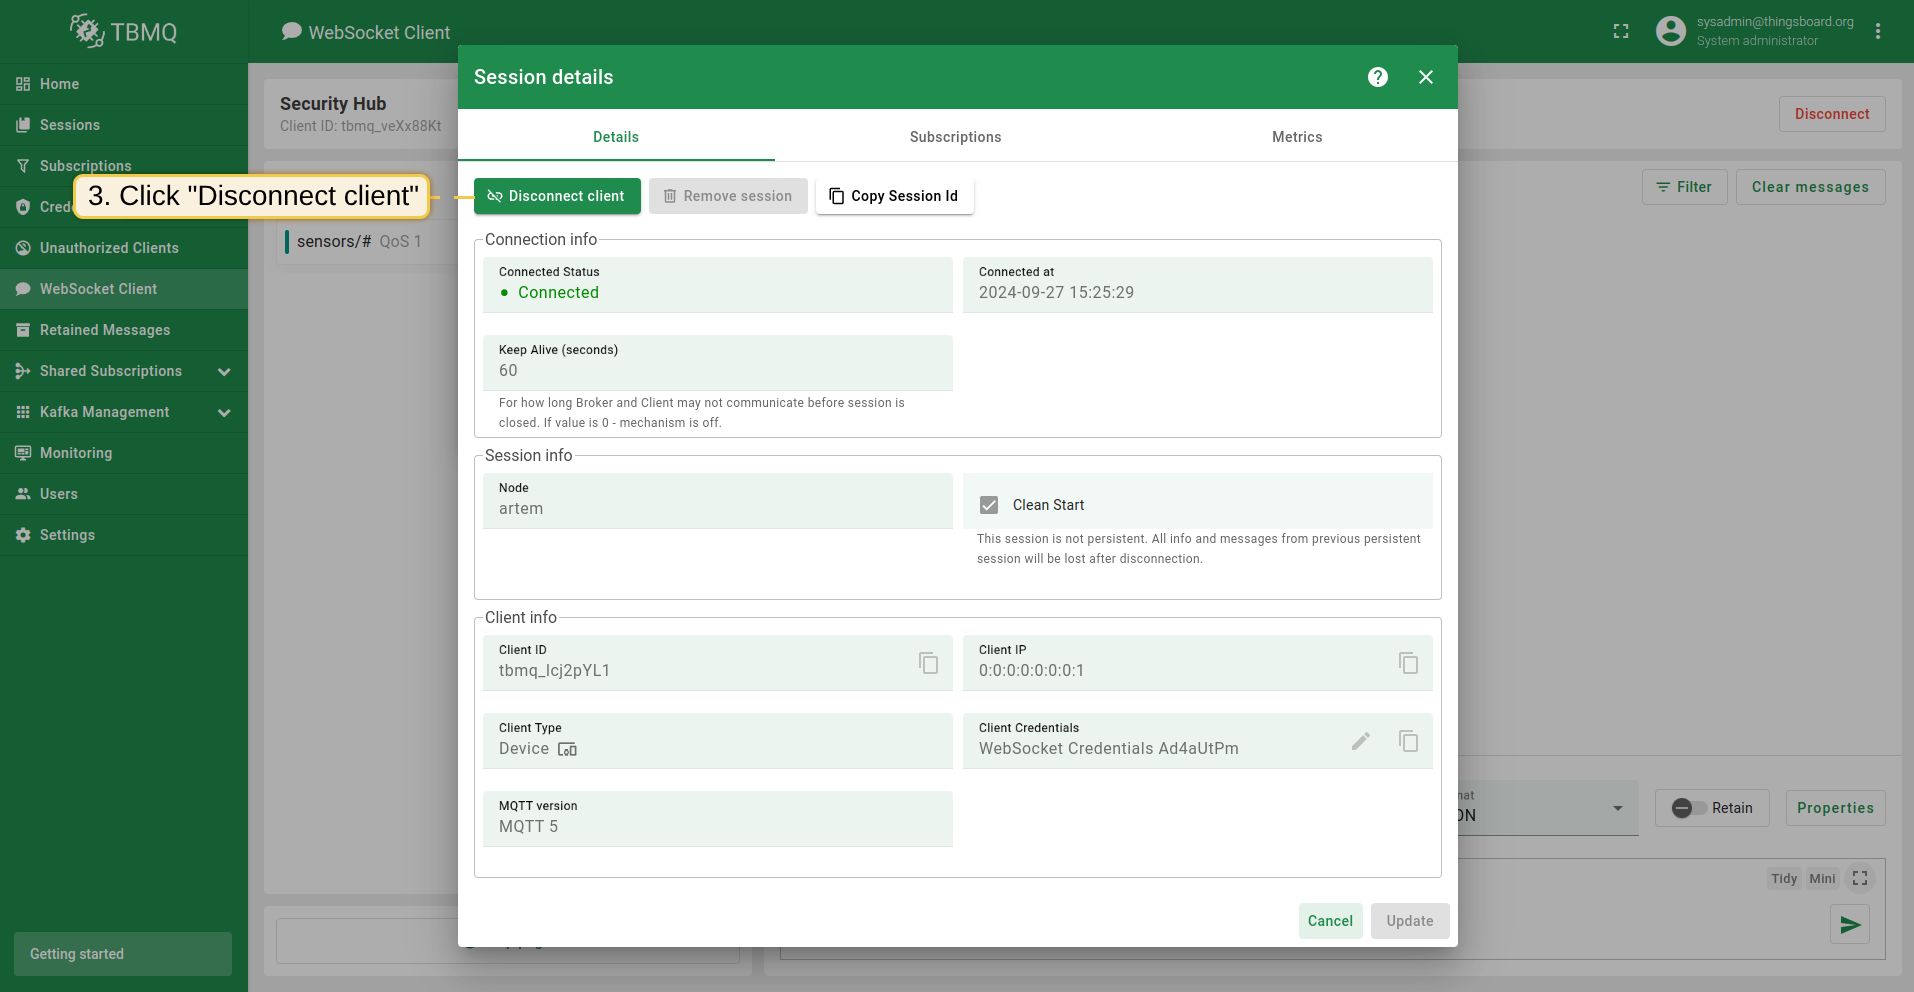 TBMQ
WebSocket Client
sysadmin@thingsboard.org
System administrator
Home
Sessions
Subscriptions
Unauthorized Clients
WebSocket Client
Retained Messages
Shared Subscriptions
Kafka Management
Monitoring
Users
Settings
Getting started
Security Hub
Client ID: tbmq_veXx88Kt
Disconnect
Filter
Clear messages
sensors/# QoS 1
3. Click "Disconnect client"
Session details
Details
Subscriptions
Metrics
Disconnect client
Remove session
Copy Session Id
Connection info
Connected Status
Connected
Connected at
2024-09-27 15:25:29
Keep Alive (seconds)
60
For how long Broker and Client may not communicate before session is
closed. If value is 0 - mechanism is off.
Session info
Node
artem
Clean Start
This session is not persistent. All info and messages from previous persistent
session will be lost after disconnection.
Client info
Client ID
tbmq_lcj2pYL1
Client IP
0:0:0:0:0:0:0:1
Client Type
Device
Client Credentials
WebSocket Credentials Ad4aUtPm
MQTT version
MQTT 5
Cancel
Update
Retain
Properties
Tidy
Mini